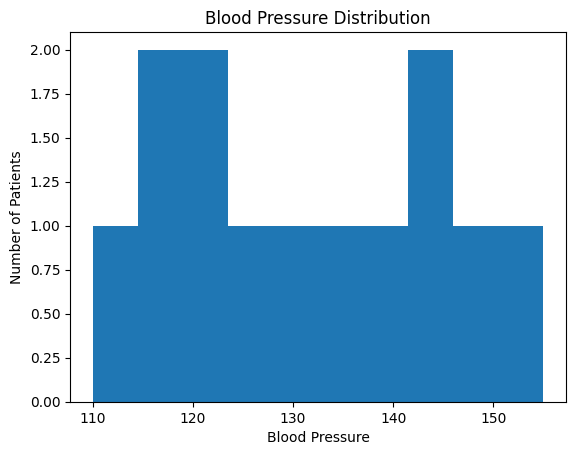 Blood Pressure Distribution
2.00
1.75
1.50
1.25
1.00
0.75
0.50
0.25
0.00
Number of Patients
110 120 130 140 150
Blood Pressure